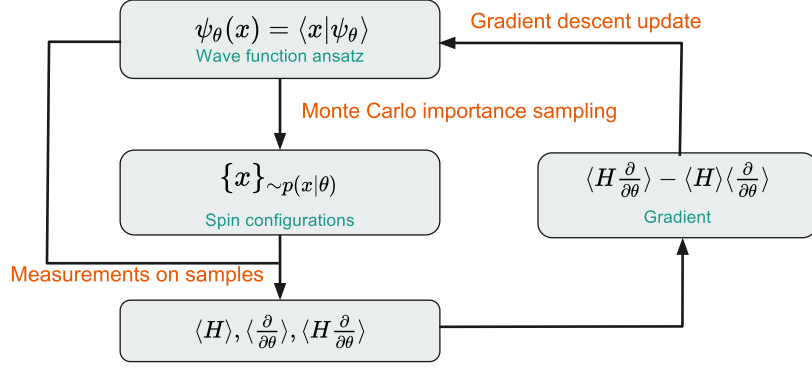 ψ_θ(x) = ⟨x|ψ_θ⟩
Wave function ansatz
Gradient descent update
Monte Carlo importance sampling
{x}_{∼p(x|θ)}
Spin configurations
⟨H ∂/∂θ⟩ − ⟨H⟩⟨∂/∂θ⟩
Gradient
Measurements on samples
⟨H⟩, ⟨∂/∂θ⟩, ⟨H ∂/∂θ⟩